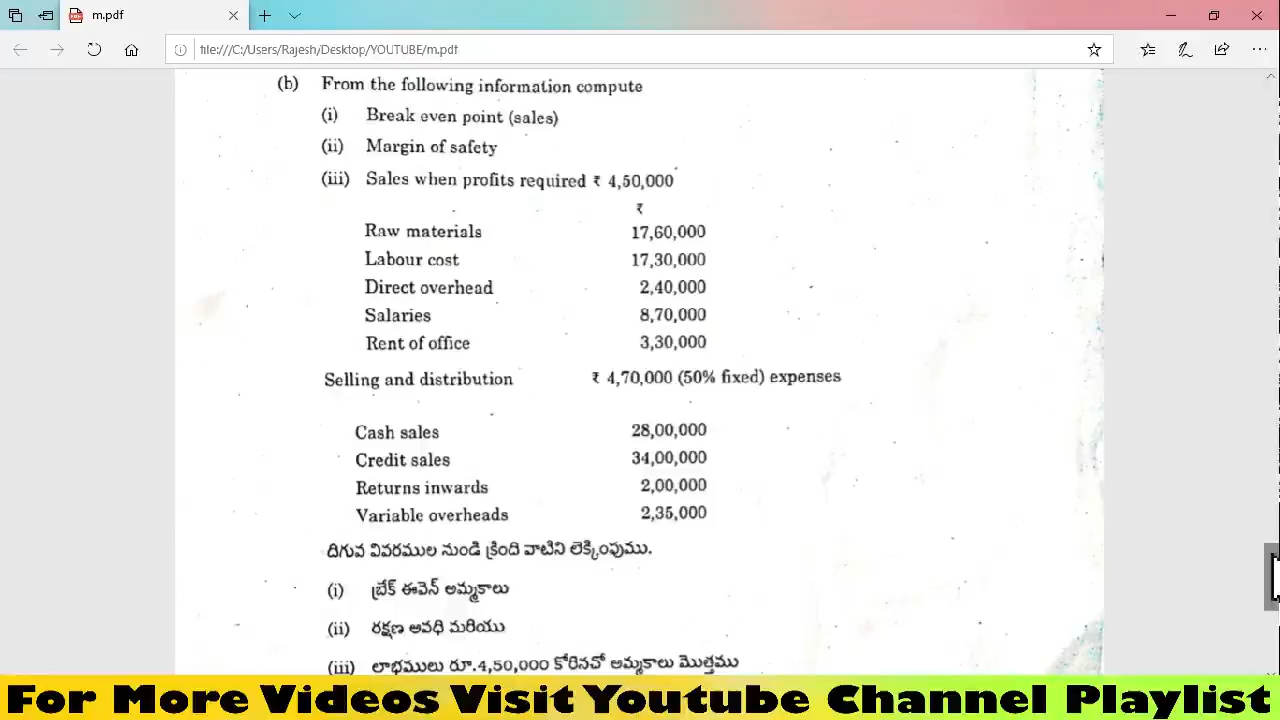 m.pdf
file:///C:/Users/Rajesh/Desktop/YOUTUBE/m.pdf
(b) From the following information compute
(i) Break even point (sales)
(ii) Margin of safety
(iii) Sales when profits required ₹ 4,50,000
₹
Raw materials 17,60,000
Labour cost 17,30,000
Direct overhead 2,40,000
Salaries 8,70,000
Rent of office 3,30,000
Selling and distribution ₹ 4,70,000 (50% fixed) expenses
Cash sales 28,00,000
Credit sales 34,00,000
Returns inwards 2,00,000
Variable overheads 2,35,000
దిగువ వివరముల నుండి క్రింది వాటిని లెక్కింపుము.
(i) బ్రేక్ ఈవెన్ అమ్మకాలు
(ii) రక్షణ అవధి మరియు
(iii) లాభములు రూ.4,50,000 కోరినచో అమ్మకాలు మొత్తము
For More Videos Visit Youtube Channel Playlist